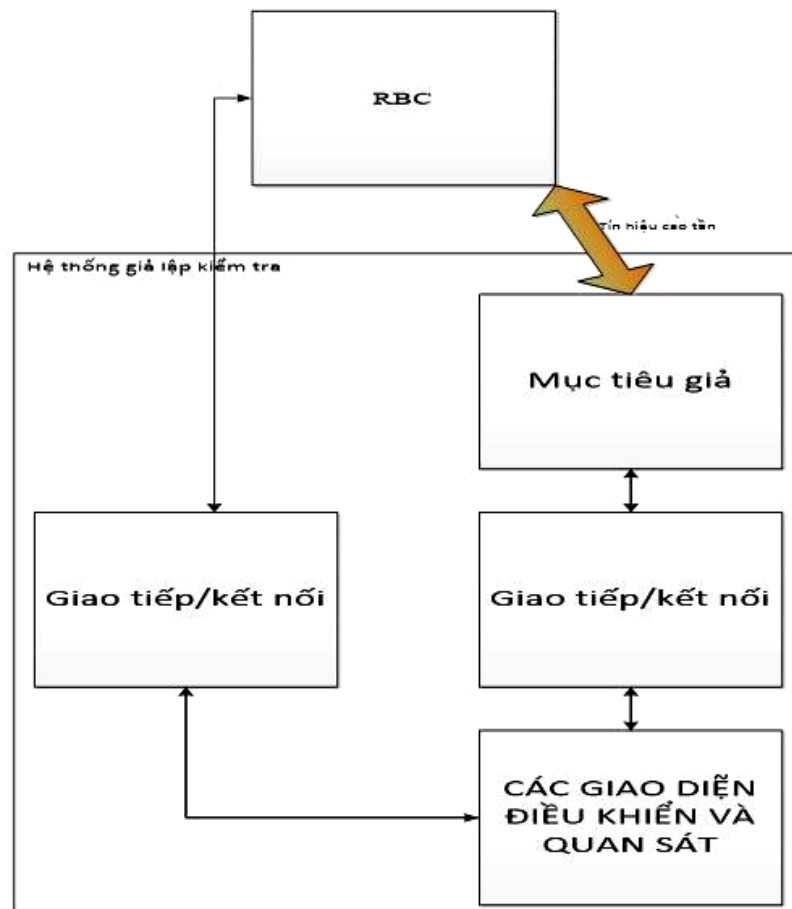 RBC
Tín hiệu cao tần
Hệ thống giả lập kiểm tra
Mục tiêu giả
Giao tiếp/kết nối
Giao tiếp/kết nối
CÁC GIAO DIỆN
ĐIỀU KHIỂN VÀ
QUAN SÁT